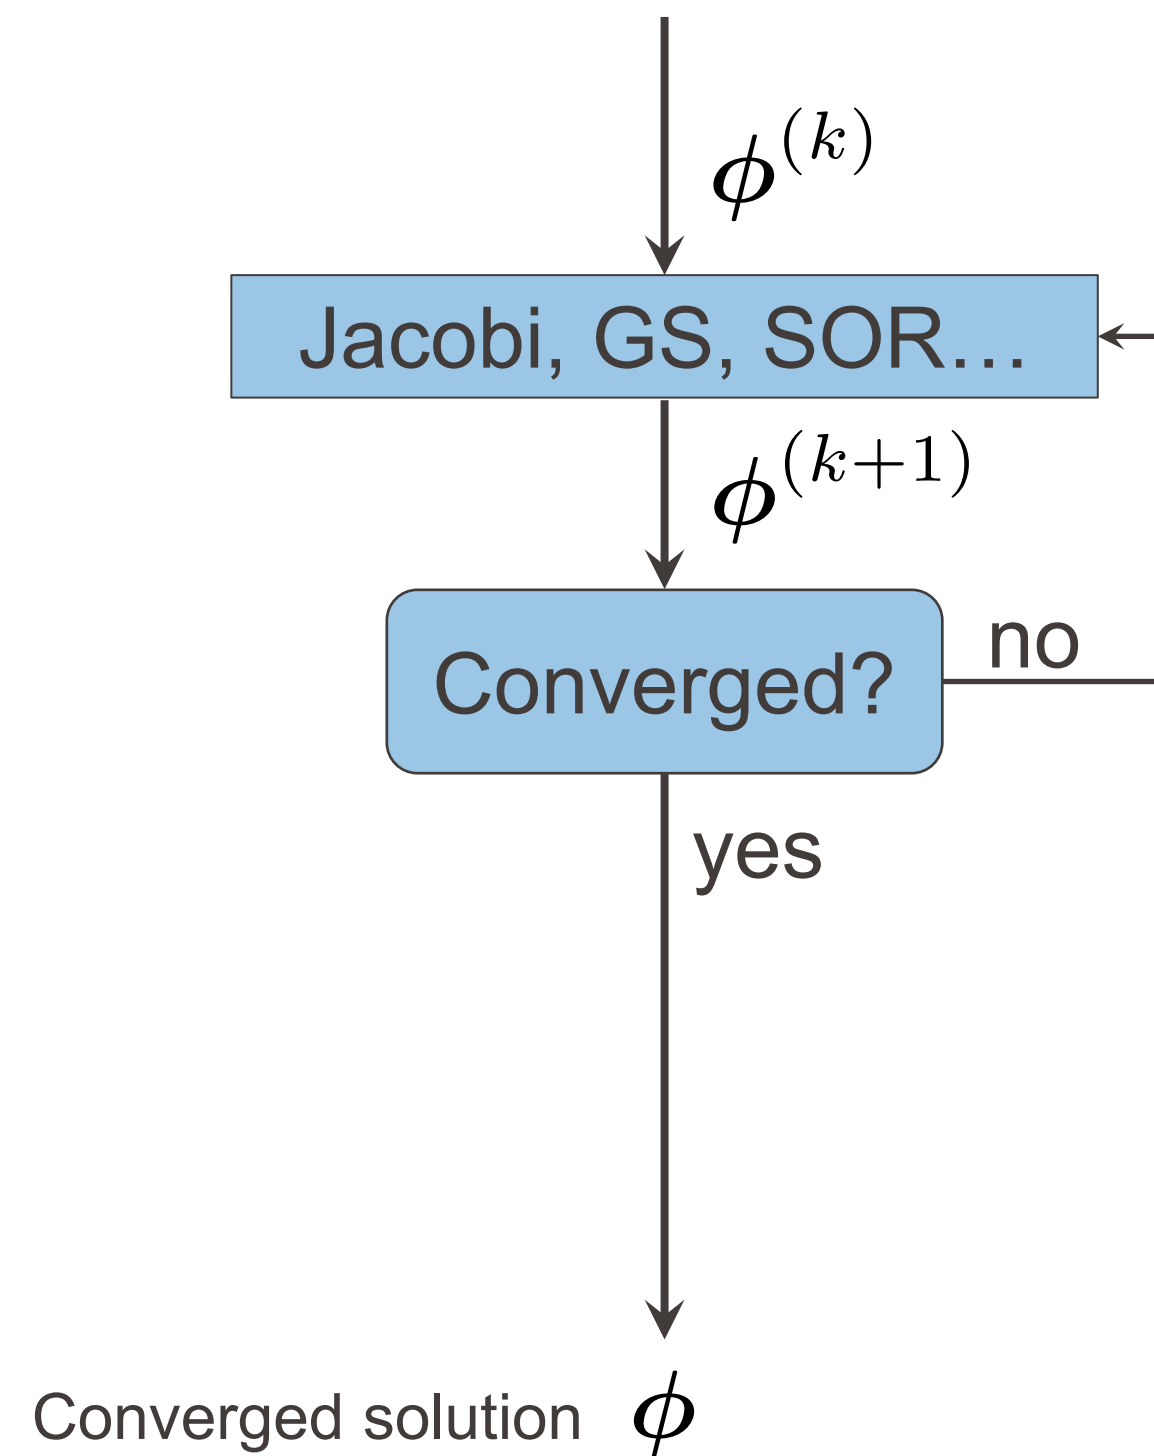 ϕ^(k)
Jacobi, GS, SOR…
ϕ^(k+1)
no
Converged?
yes
Converged solution ϕ